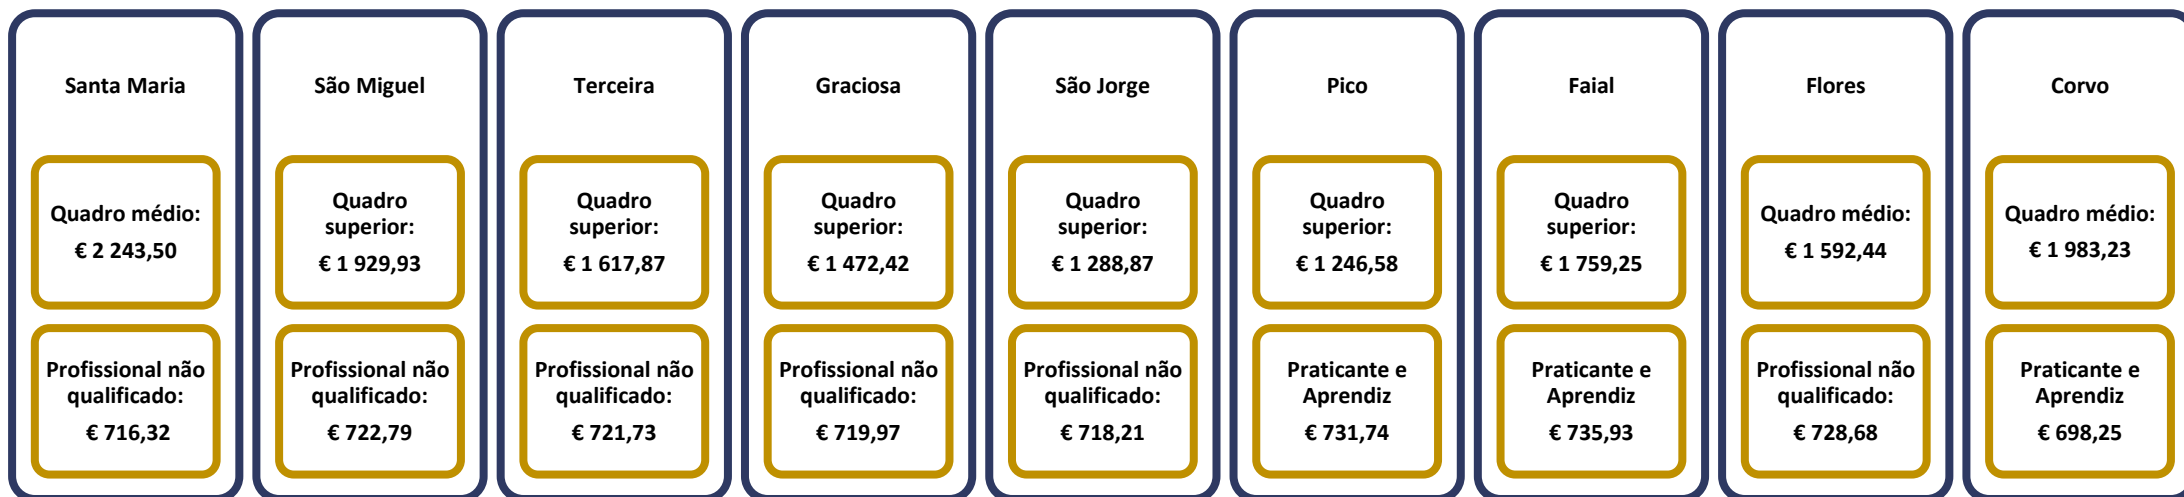 Santa Maria
Quadro médio:
€ 2 243,50
Profissional não
qualificado:
€ 716,32
São Miguel
Quadro
superior:
€ 1 929,93
Profissional não
qualificado:
€ 722,79
Terceira
Quadro
superior:
€ 1 617,87
Profissional não
qualificado:
€ 721,73
Graciosa
Quadro
superior:
€ 1 472,42
Profissional não
qualificado:
€ 719,97
São Jorge
Quadro
superior:
€ 1 288,87
Profissional não
qualificado:
€ 718,21
Pico
Quadro
superior:
€ 1 246,58
Praticante e
Aprendiz
€ 731,74
Faial
Quadro
superior:
€ 1 759,25
Praticante e
Aprendiz
€ 735,93
Flores
Quadro médio:
€ 1 592,44
Profissional não
qualificado:
€ 728,68
Corvo
Quadro médio:
€ 1 983,23
Praticante e
Aprendiz
€ 698,25